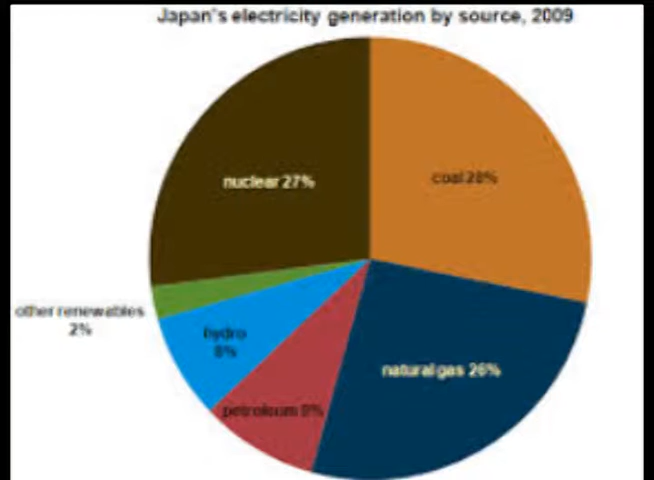 Japan's electricity generation by source, 2009
nuclear 27%
coal 28%
other renewables
2%
hydro
8%
natural gas 26%
petroleum 9%